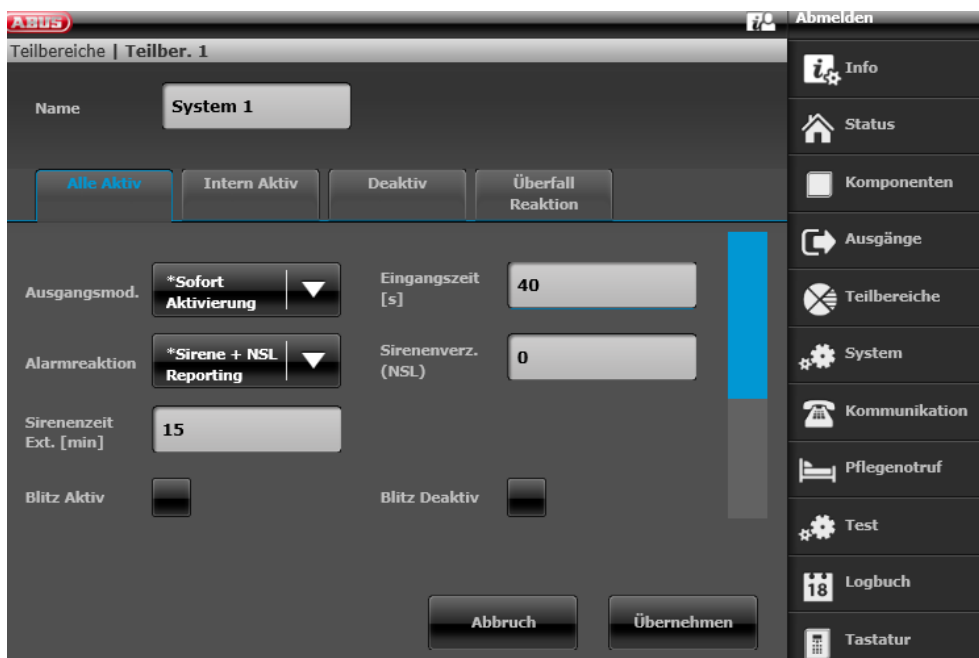 ABUS
Abmelden
Teilbereiche | Teilber. 1
Name
System 1
Alle Aktiv
Intern Aktiv
Deaktiv
Überfall
Reaktion
Ausgangsmod.
*Sofort
Aktivierung
Eingangszeit
[s]
40
Alarmreaktion
*Sirene + NSL
Reporting
Sirenenverz.
(NSL)
0
Sirenenzeit
Ext. [min]
15
Blitz Aktiv
Blitz Deaktiv
Abbruch
Übernehmen
Info
Status
Komponenten
Ausgänge
Teilbereiche
System
Kommunikation
Pflegenotruf
Test
18
Logbuch
Tastatur